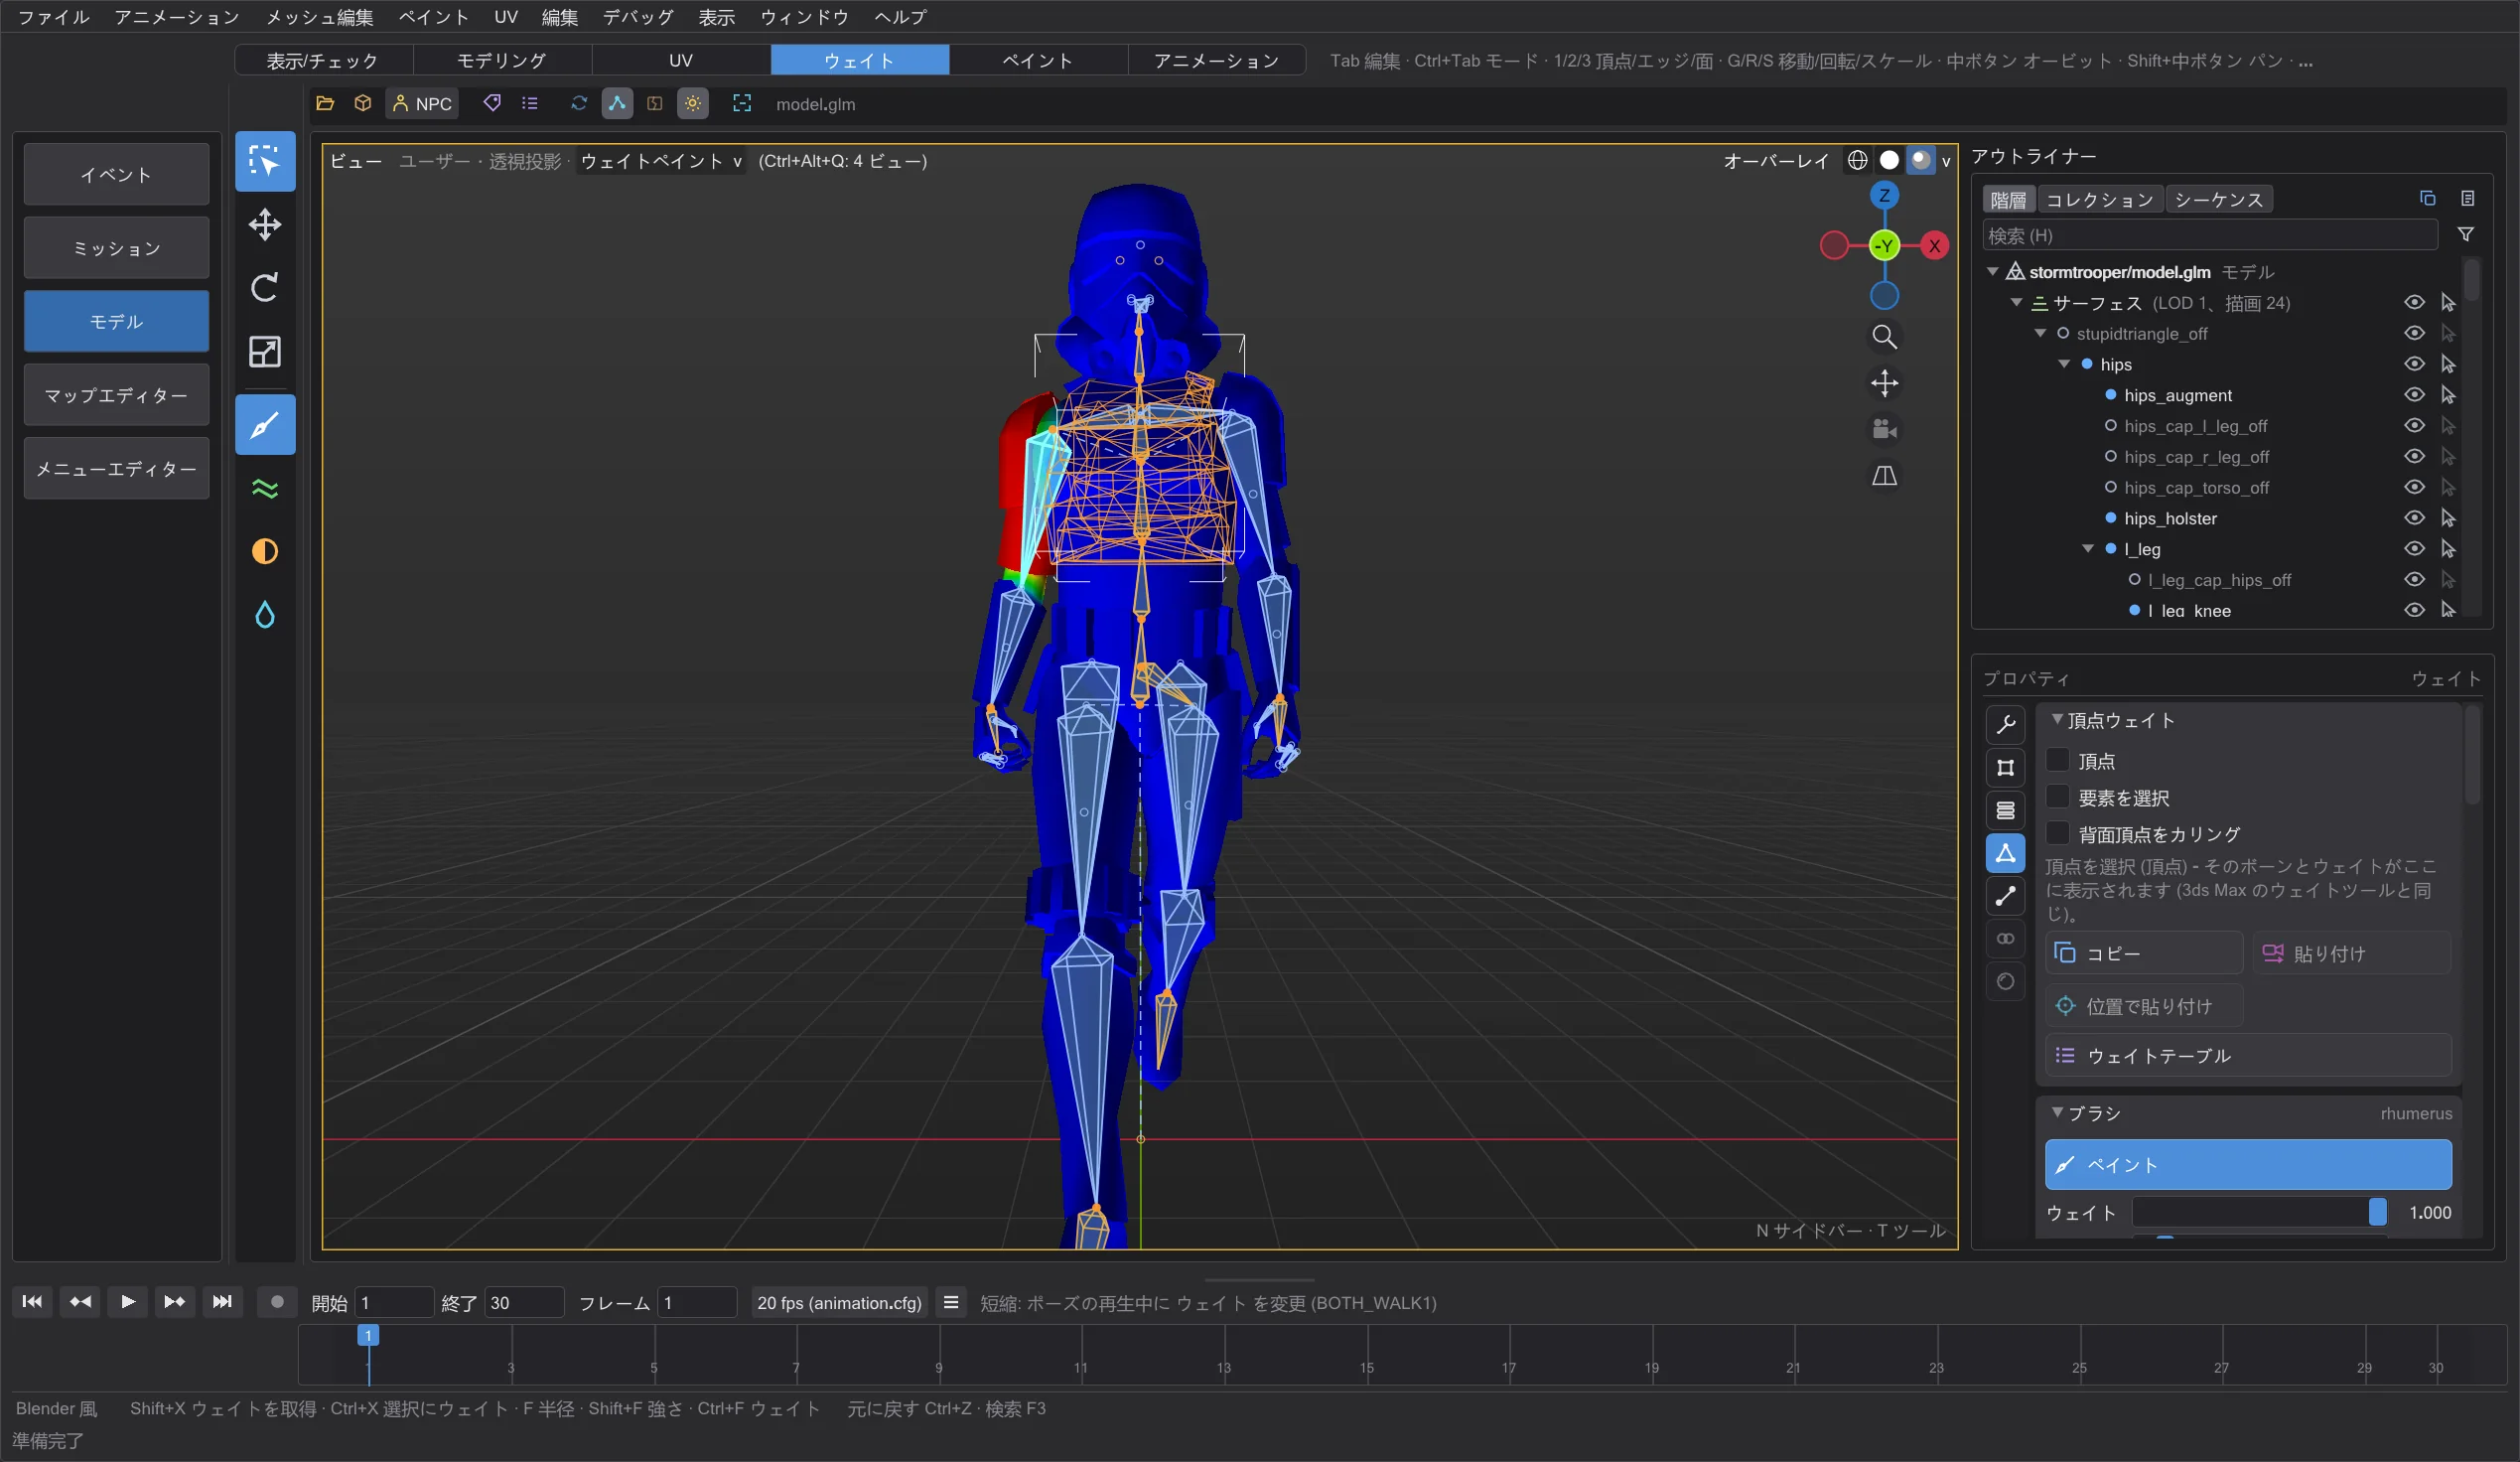 ファイル アニメーション メッシュ編集 ペイント UV 編集 デバッグ 表示 ウィンドウ ヘルプ
表示/チェック モデリング UV ウェイト ペイント アニメーション Tab 編集 · Ctrl+Tab モード · 1/2/3 頂点/エッジ/面 · G/R/S 移動/回転/スケール · 中ボタン オービット · Shift+中ボタン パン · ...
NPC model.glm
イベント
ミッション
モデル
マップエディター
メニューエディター
ビュー ユーザー · 透視投影 · ウェイトペイント v (Ctrl+Alt+Q: 4 ビュー) オーバーレイ v
Z
-Y X
N サイドバー · T ツール
アウトライナー
階層 コレクション シーケンス
検索 (H)
stormtrooper/model.glm モデル
サーフェス (LOD 1、描画 24)
stupidtriangle_off
hips
hips_augment
hips_cap_l_leg_off
hips_cap_r_leg_off
hips_cap_torso_off
hips_holster
l_leg
l_leg_cap_hips_off
l_leg_knee
プロパティ ウェイト
頂点ウェイト
頂点
要素を選択
背面頂点をカリング
頂点を選択 (頂点) - そのボーンとウェイトがここ
に表示されます (3ds Max のウェイトツールと同
じ)。
コピー 貼り付け
位置で貼り付け
ウェイトテーブル
ブラシ rhumerus
ペイント
ウェイト 1.000
開始 1 終了 30 フレーム 1 20 fps (animation.cfg) 短縮: ポーズの再生中に ウェイト を変更 (BOTH_WALK1)
1
1 3 5 7 9 11 13 15 17 19 21 23 25 27 29 30
Blender 風 Shift+X ウェイトを取得 · Ctrl+X 選択にウェイト · F 半径 · Shift+F 強さ · Ctrl+F ウェイト 元に戻す Ctrl+Z · 検索 F3
準備完了